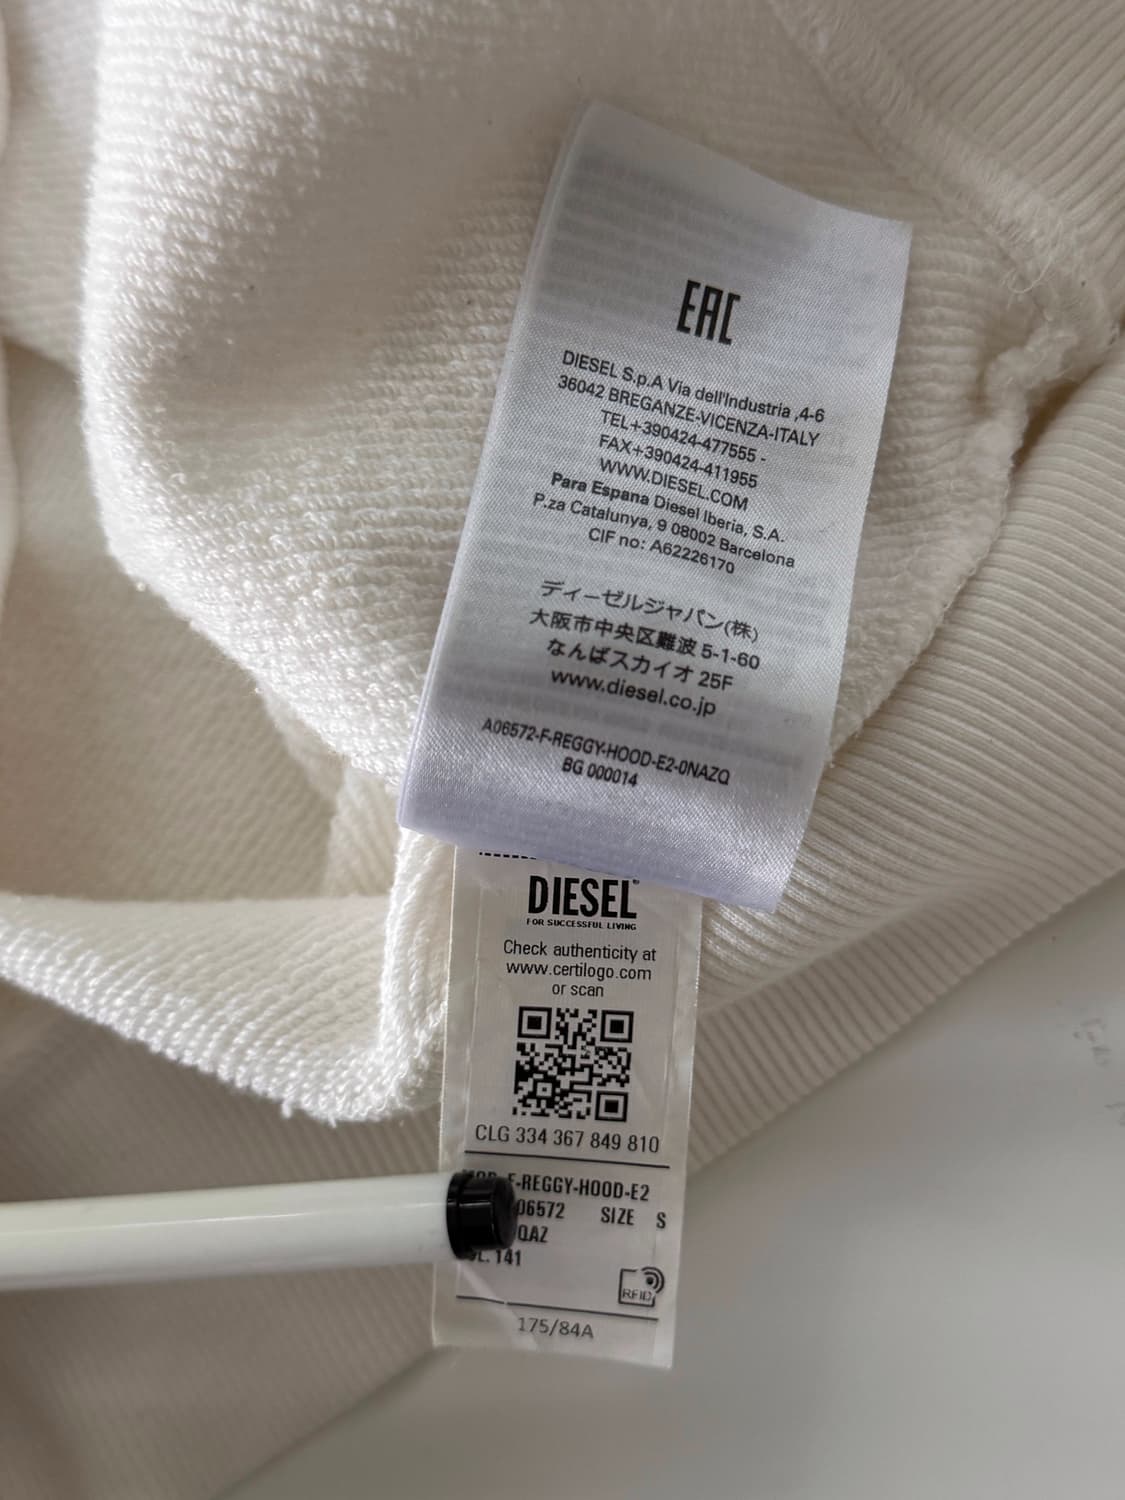 EAC
DIESEL S.p.A Via dell'Industria ,4-6
36042 BREGANZE-VICENZA-ITALY
TEL+390424-477555 -
FAX+390424-411955
WWW.DIESEL.COM
Para Espana Diesel Iberia, S.A.
P.za Catalunya, 9 08002 Barcelona
CIF no: A62226170
ディーゼルジャパン(株)
大阪市中央区難波 5-1-60
なんばスカイオ 25F
www.diesel.co.jp
A06572-F-REGGY-HOOD-E2-0NAZQ
BG 000014
DIESEL
FOR SUCCESSFUL LIVING
Check authenticity at
www.certilogo.com
or scan
CLG 334 367 849 810
F-REGGY-HOOD-E2
06572 SIZE S
QAZ
141
RFID
175/84A